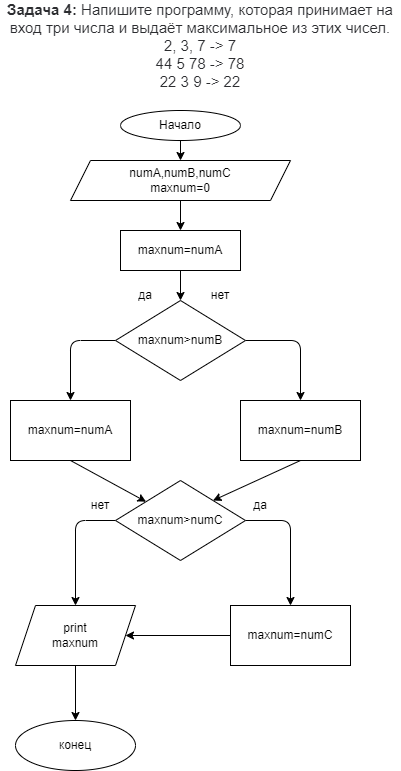 Задача 4: Напишите программу, которая принимает на
вход три числа и выдаёт максимальное из этих чисел.
2, 3, 7 -> 7
44 5 78 -> 78
22 3 9 -> 22
Начало
numA,numB,numC
maxnum=0
maxnum=numA
да
нет
maxnum>numB
maxnum=numA
maxnum=numB
нет
да
maxnum>numC
print
maxnum
maxnum=numC
конец